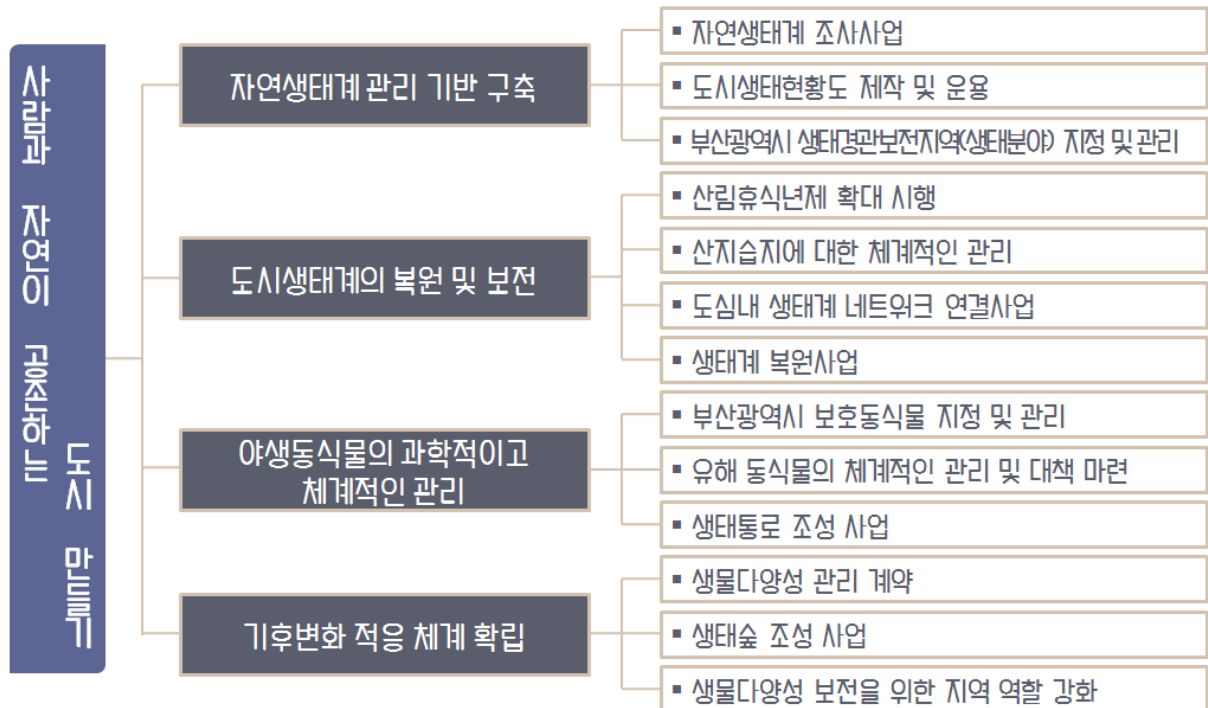 사람과 자연이 공존하는
도시 만들기
자연생태계 관리 기반 구축
▪ 자연생태계 조사사업
▪ 도시생태현황도 제작 및 운용
▪ 부산광역시 생태경관보전지역(생태분야) 지정 및 관리
도시생태계의 복원 및 보전
▪ 산림휴식년제 확대 시행
▪ 산지습지에 대한 체계적인 관리
▪ 도심내 생태계 네트워크 연결사업
▪ 생태계 복원사업
야생동식물의 과학적이고
체계적인 관리
▪ 부산광역시 보호동식물 지정 및 관리
▪ 유해 동식물의 체계적인 관리 및 대책 마련
▪ 생태통로 조성 사업
기후변화 적응 체계 확립
▪ 생물다양성 관리 계약
▪ 생태숲 조성 사업
▪ 생물다양성 보전을 위한 지역 역할 강화